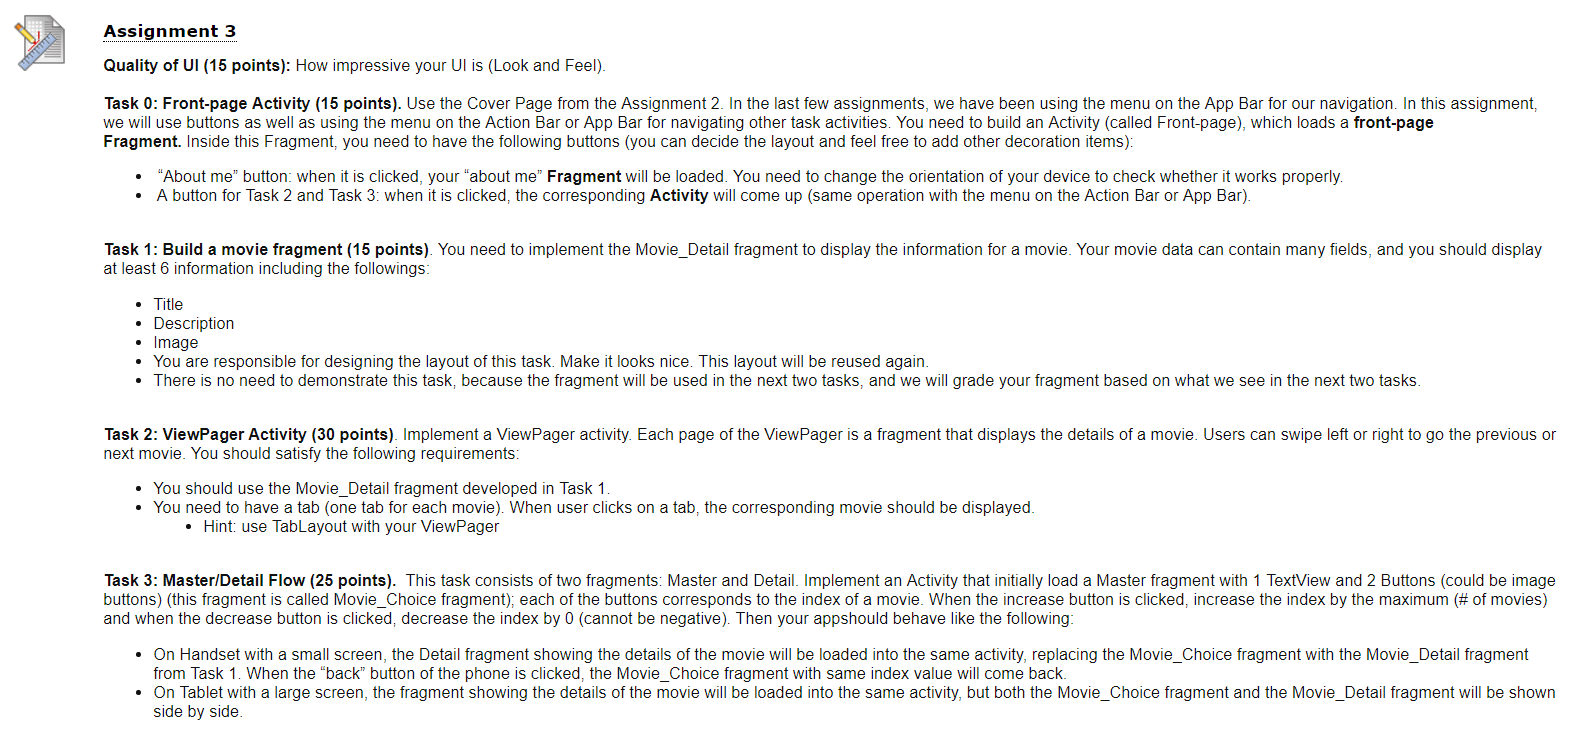 Assignment 3
Quality of UI (15 points): How impressive your UI is (Look and Feel).
Task 0: Front-page Activity (15 points). Use the Cover Page from the Assignment 2. In the last few assignments, we have been using the menu on the App Bar for our navigation. In this assignment,
we will use buttons as well as using the menu on the Action Bar or App Bar for navigating other task activities. You need to build an Activity (called Front-page), which loads a front-page
Fragment. Inside this Fragment, you need to have the following buttons (you can decide the layout and feel free to add other decoration items):
• “About me” button: when it is clicked, your “about me” Fragment will be loaded. You need to change the orientation of your device to check whether it works properly.
• A button for Task 2 and Task 3: when it is clicked, the corresponding Activity will come up (same operation with the menu on the Action Bar or App Bar).
Task 1: Build a movie fragment (15 points). You need to implement the Movie_Detail fragment to display the information for a movie. Your movie data can contain many fields, and you should display
at least 6 information including the followings:
• Title
• Description
• Image
• You are responsible for designing the layout of this task. Make it looks nice. This layout will be reused again.
• There is no need to demonstrate this task, because the fragment will be used in the next two tasks, and we will grade your fragment based on what we see in the next two tasks.
Task 2: ViewPager Activity (30 points). Implement a ViewPager activity. Each page of the ViewPager is a fragment that displays the details of a movie. Users can swipe left or right to go the previous or
next movie. You should satisfy the following requirements:
• You should use the Movie_Detail fragment developed in Task 1.
• You need to have a tab (one tab for each movie). When user clicks on a tab, the corresponding movie should be displayed.
• Hint: use TabLayout with your ViewPager
Task 3: Master/Detail Flow (25 points). This task consists of two fragments: Master and Detail. Implement an Activity that initially load a Master fragment with 1 TextView and 2 Buttons (could be image
buttons) (this fragment is called Movie_Choice fragment); each of the buttons corresponds to the index of a movie. When the increase button is clicked, increase the index by the maximum (# of movies)
and when the decrease button is clicked, decrease the index by 0 (cannot be negative). Then your appshould behave like the following:
• On Handset with a small screen, the Detail fragment showing the details of the movie will be loaded into the same activity, replacing the Movie_Choice fragment with the Movie_Detail fragment
from Task 1. When the “back” button of the phone is clicked, the Movie_Choice fragment with same index value will come back.
• On Tablet with a large screen, the fragment showing the details of the movie will be loaded into the same activity, but both the Movie_Choice fragment and the Movie_Detail fragment will be shown
side by side.